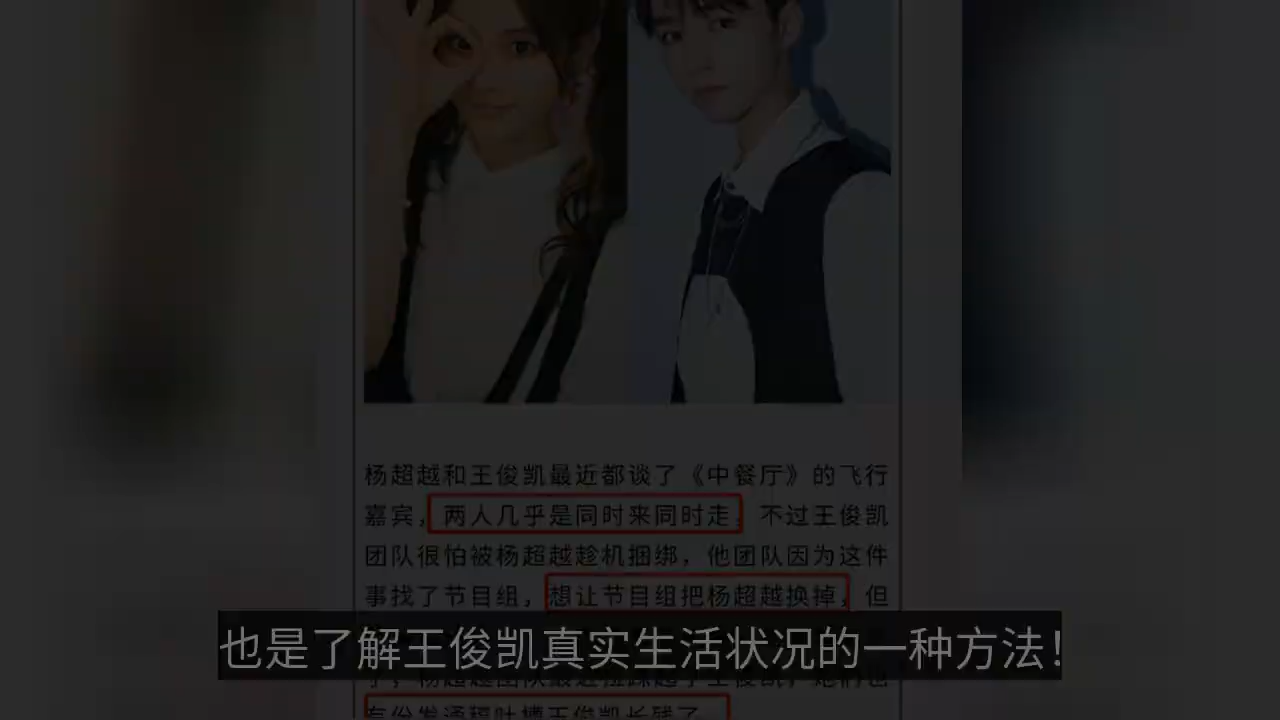 杨超越和王俊凯最近都谈了《中餐厅》的飞行
嘉宾，两人几乎是同时来同时走，不过王俊凯
团队很怕被杨超越趁机捆绑，他团队因为这件
事找了节目组，想让节目组把杨超越换掉，但
也是了解王俊凯真实生活状况的一种方法！